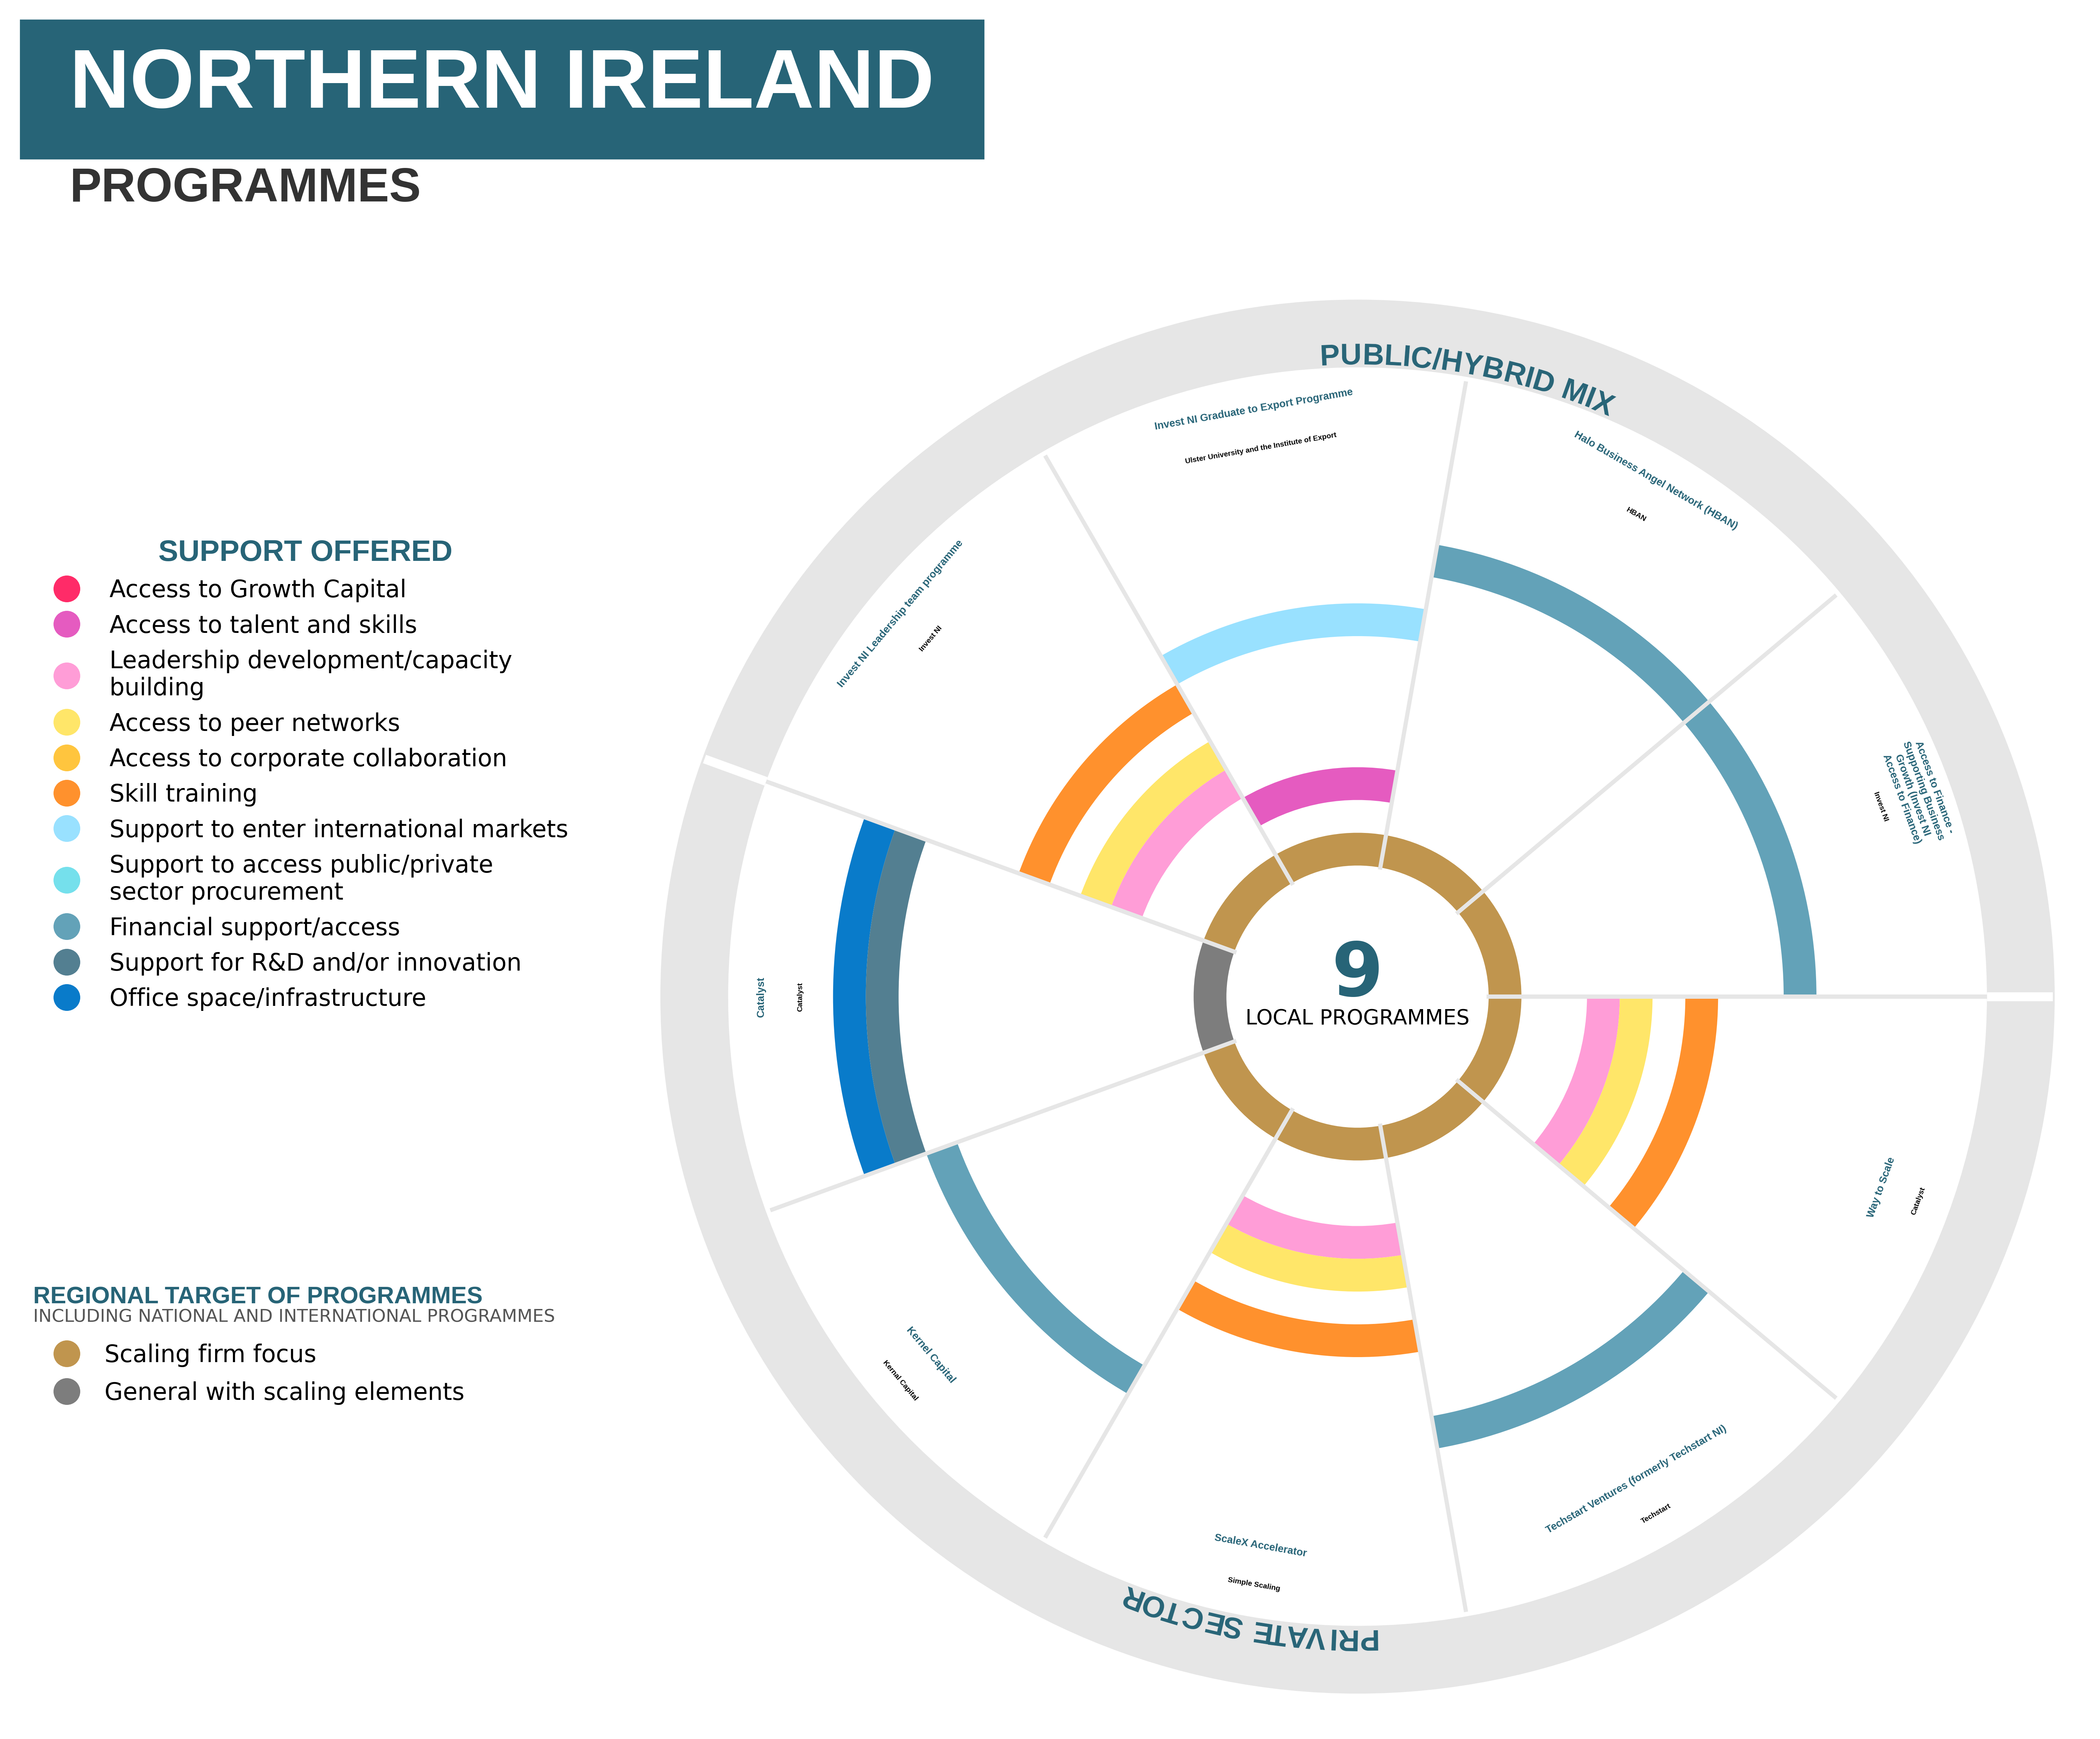 NORTHERN IRELAND
PROGRAMMES
SUPPORT OFFERED
Access to Growth Capital
Access to talent and skills
Leadership development/capacity
building
Access to peer networks
Access to corporate collaboration
Skill training
Support to enter international markets
Support to access public/private
sector procurement
Financial support/access
Support for R&D and/or innovation
Office space/infrastructure
REGIONAL TARGET OF PROGRAMMES
INCLUDING NATIONAL AND INTERNATIONAL PROGRAMMES
Scaling firm focus
General with scaling elements
PUBLIC/HYBRID MIX
Invest NI Leadership team programme
Invest NI
Invest NI Graduate to Export Programme
Ulster University and the Institute of Export
Halo Business Angel Network (HBAN)
HBAN
Access to Finance -
Supporting Business
Growth (Invest NI
Access to Finance)
Invest NI
9
LOCAL PROGRAMMES
Way to Scale
Catalyst
Techstart Ventures (formerly Techstart NI)
Techstart
ScaleX Accelerator
Simple Scaling
Kernel Capital
Kernal Capital
Catalyst
Catalyst
PRIVATE SECTOR